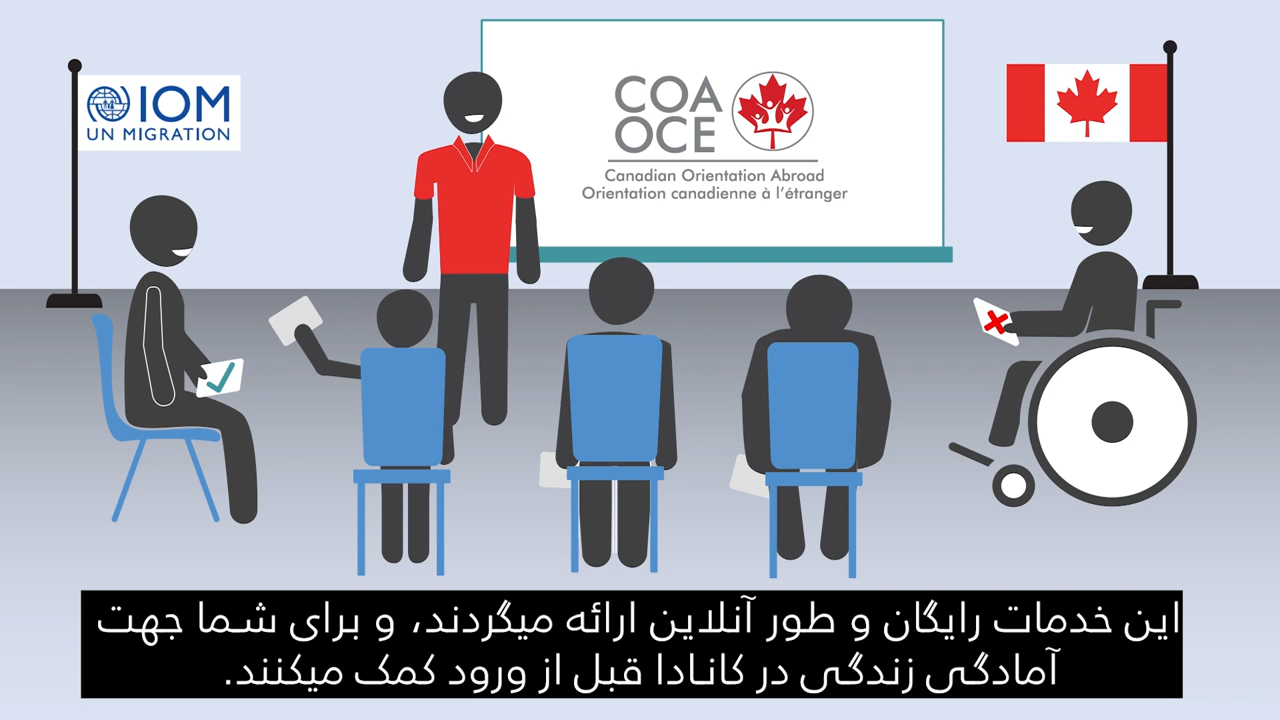 IOM
UN MIGRATION
COA
OCE
Canadian Orientation Abroad
Orientation canadienne à l'étranger
این خدمات رایگان و طور آنلاین ارائه میگردند، و برای شما جهت
آمادگی زندگی در کانادا قبل از ورود کمک میکنند.